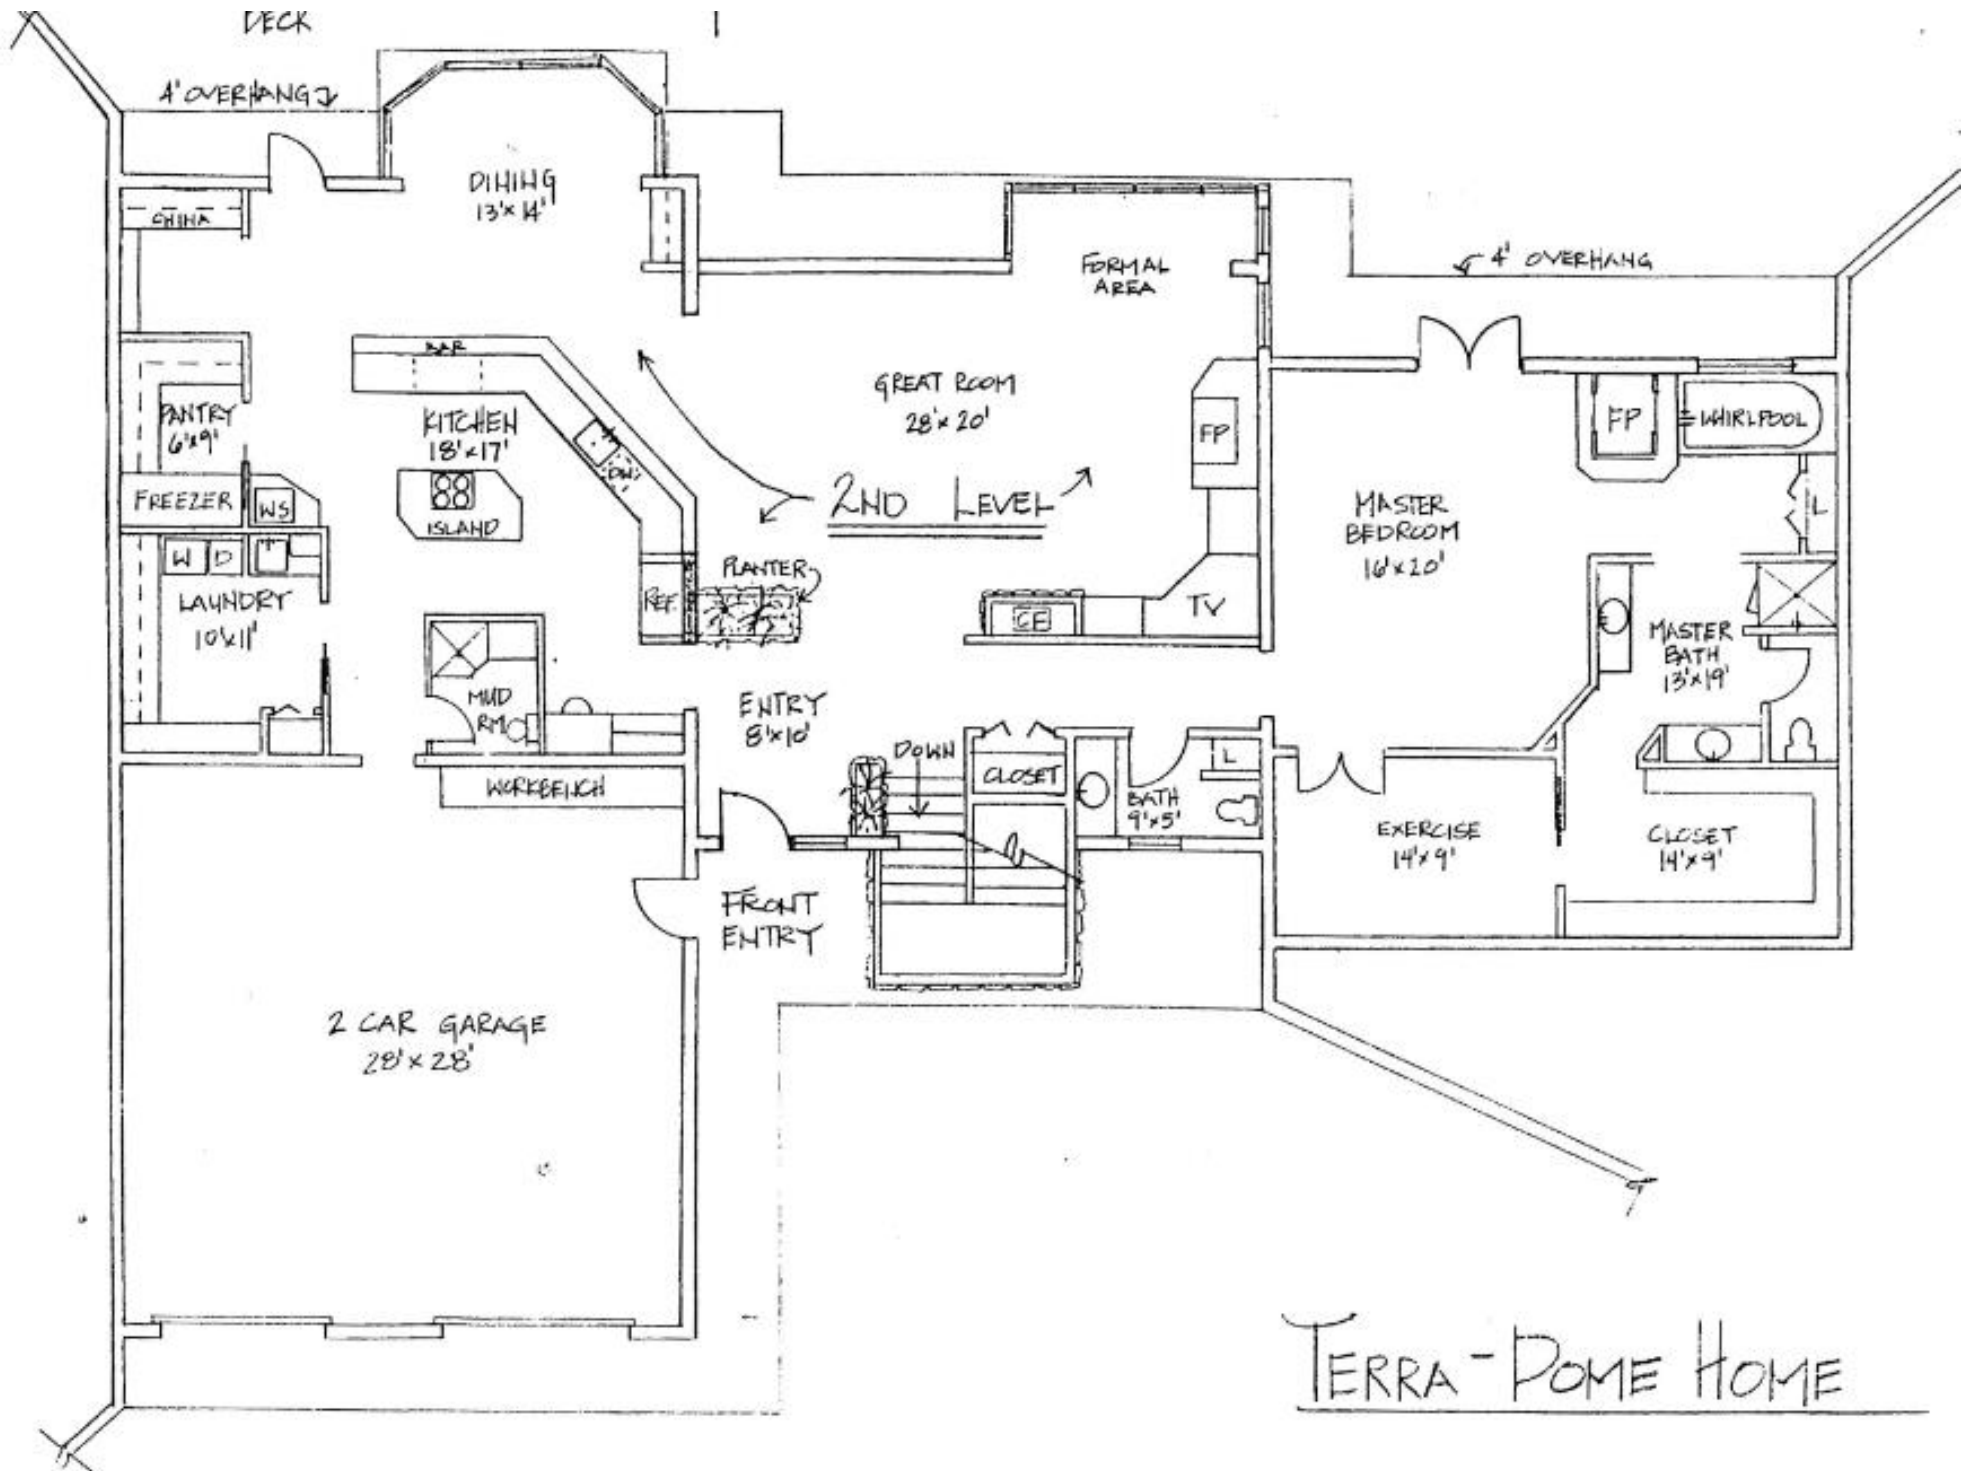 DECK
4' OVERHANG
DINING
13'x14'
CHINA
FORMAL
AREA
4' OVERHANG
BAR
GREAT ROOM
28'x20'
PANTRY
6'x9'
KITCHEN
18'x17'
FP
FP
WHIRLPOOL
FREEZER
WS
DW
ISLAND
2ND LEVEL
MASTER
BEDROOM
16'x20'
L
W D
PLANTER
LAUNDRY
10'x11'
REF.
CE
TV
MASTER
BATH
13'x19'
MUD
RM
ENTRY
8'x10'
DOWN
CLOSET
L
WORKBENCH
BATH
9'x5'
EXERCISE
14'x9'
CLOSET
14'x9'
FRONT
ENTRY
2 CAR GARAGE
28'x28'
TERRA-DOME HOME